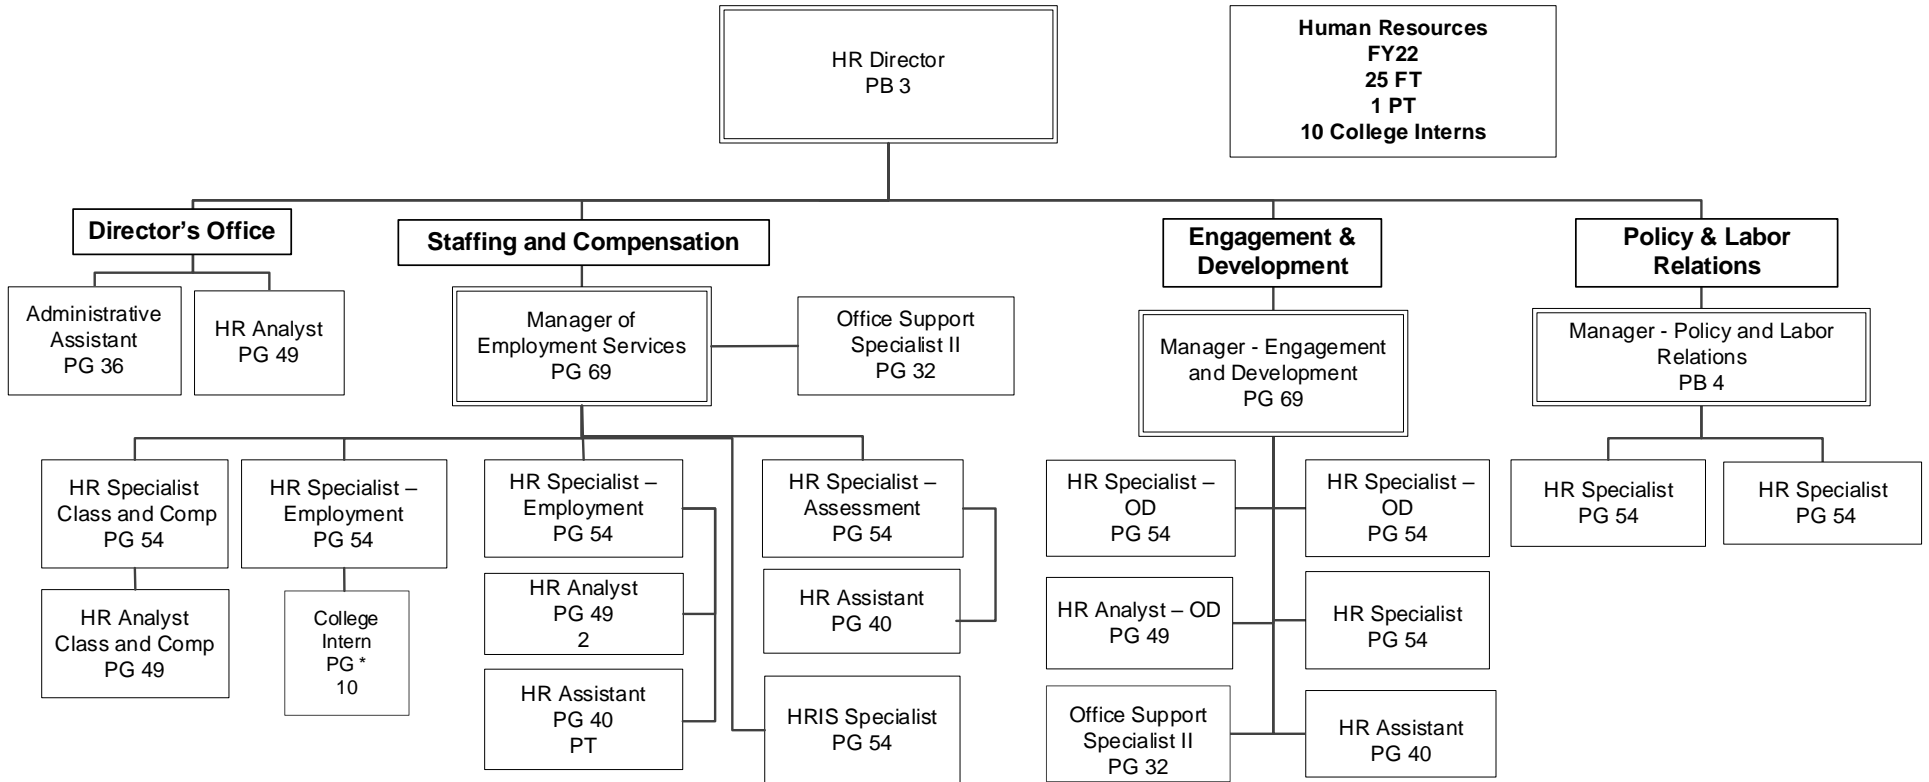 HR Director
PB 3
Human Resources
FY22
25 FT
1 PT
10 College Interns
Director’s Office
Staffing and Compensation
Engagement &
Development
Policy & Labor
Relations
Administrative
Assistant
PG 36
HR Analyst
PG 49
Manager of
Employment Services
PG 69
Office Support
Specialist II
PG 32
Manager - Engagement
and Development
PG 69
Manager - Policy and Labor
Relations
PB 4
HR Specialist
Class and Comp
PG 54
HR Specialist –
Employment
PG 54
HR Specialist –
Employment
PG 54
HR Specialist –
Assessment
PG 54
HR Specialist –
OD
PG 54
HR Specialist –
OD
PG 54
HR Specialist
PG 54
HR Specialist
PG 54
HR Analyst
Class and Comp
PG 49
College
Intern
PG *
10
HR Analyst
PG 49
2
HR Assistant
PG 40
HR Analyst – OD
PG 49
HR Specialist
PG 54
HR Assistant
PG 40
PT
HRIS Specialist
PG 54
Office Support
Specialist II
PG 32
HR Assistant
PG 40